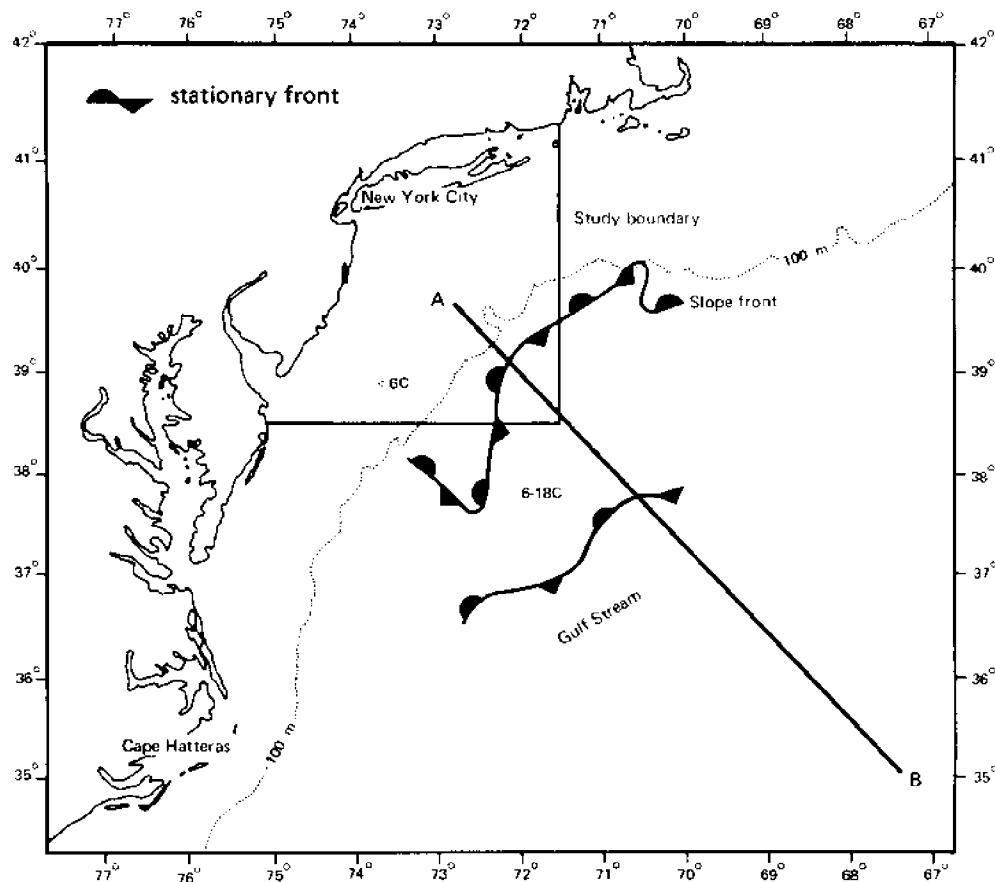 77° 76° 75° 74° 73° 72° 71° 70° 69° 68° 67°
42° 42°
stationary front
41° 41°
New York City
Study boundary
100 m
40° 40°
A
Slope front
39° 39°
6C
38° 38°
6-18C
37° 37°
Gulf Stream
36° 36°
Cape Hatteras
100 m
35° 35°
B
77° 76° 75° 74° 73° 72° 71° 70° 69° 68° 67°